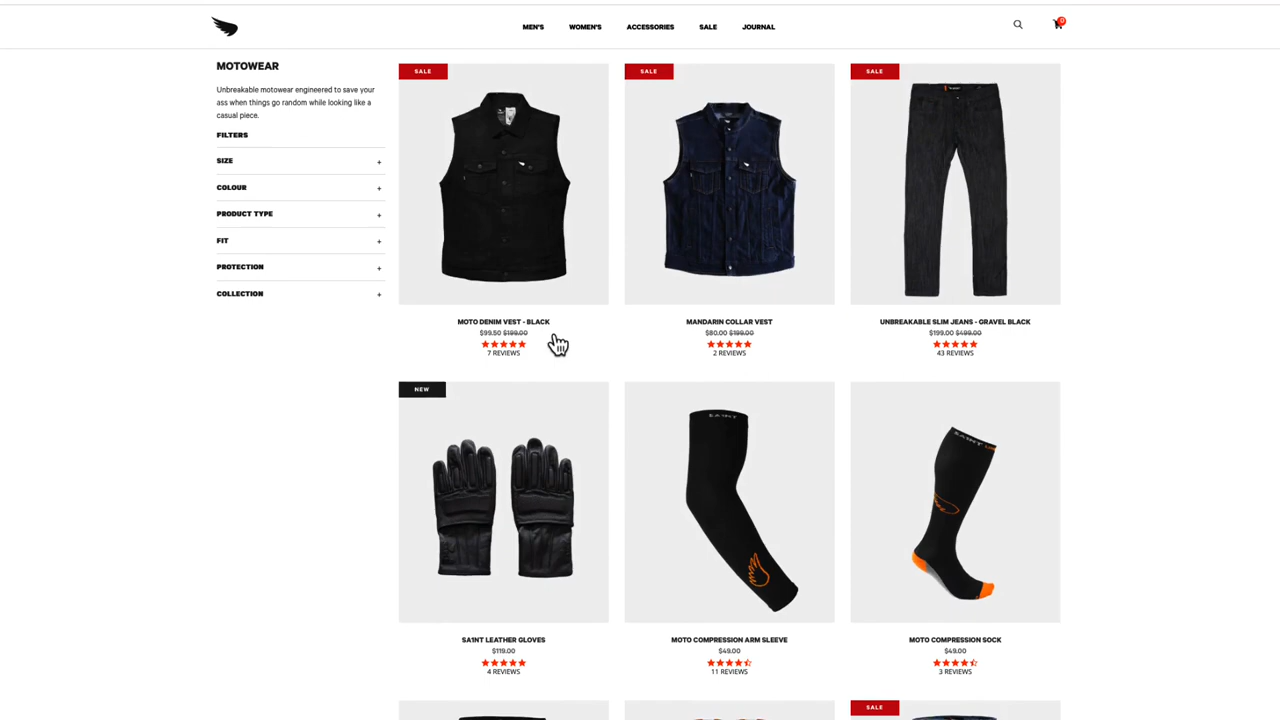 MEN'S WOMEN'S ACCESSORIES SALE JOURNAL
0
MOTOWEAR
Unbreakable motowear engineered to save your
ass when things go random while looking like a
casual piece.
FILTERS
SIZE +
COLOUR +
PRODUCT TYPE +
FIT +
PROTECTION +
COLLECTION +
SALE
MOTO DENIM VEST - BLACK
$99.50 $199.00
7 REVIEWS
SALE
MANDARIN COLLAR VEST
$80.00 $199.00
2 REVIEWS
SALE
UNBREAKABLE SLIM JEANS - GRAVEL BLACK
$199.00 $499.00
43 REVIEWS
NEW
SA1NT LEATHER GLOVES
$119.00
4 REVIEWS
SA1NT
MOTO COMPRESSION ARM SLEEVE
$49.00
11 REVIEWS
SA1NT
MOTO COMPRESSION SOCK
$49.00
3 REVIEWS
SALE